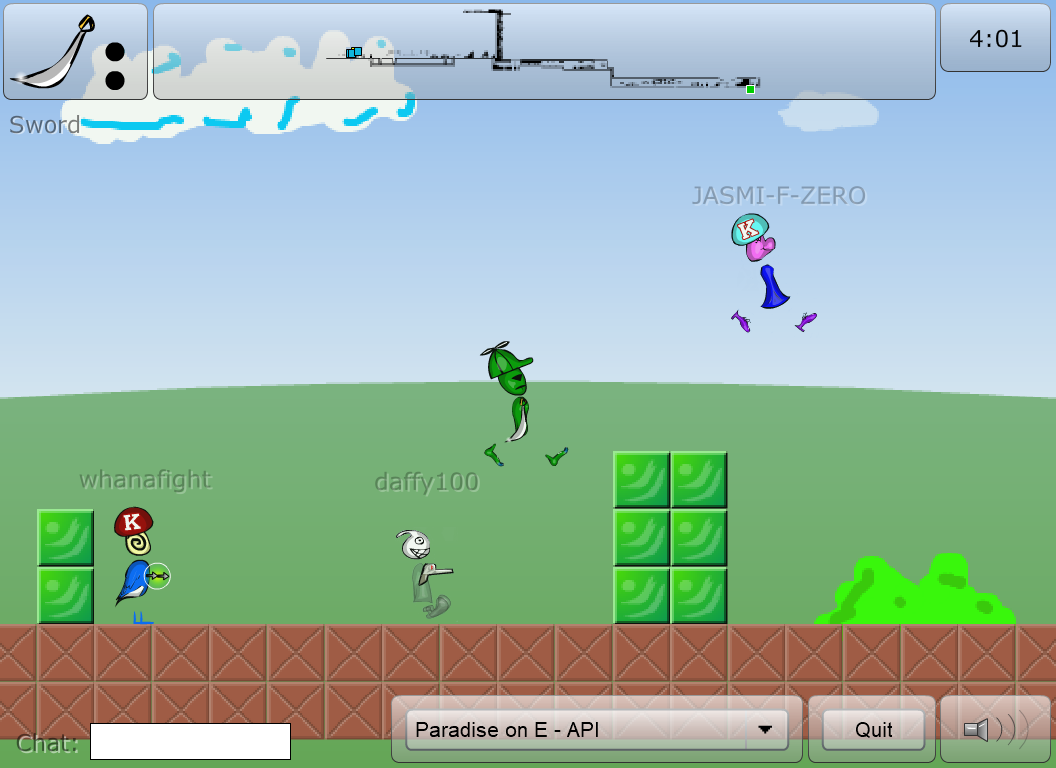 4:01
Sword
JASMI-F-ZERO
K
whanafight
daffy100
K
Paradise on E - API
Quit
Chat: